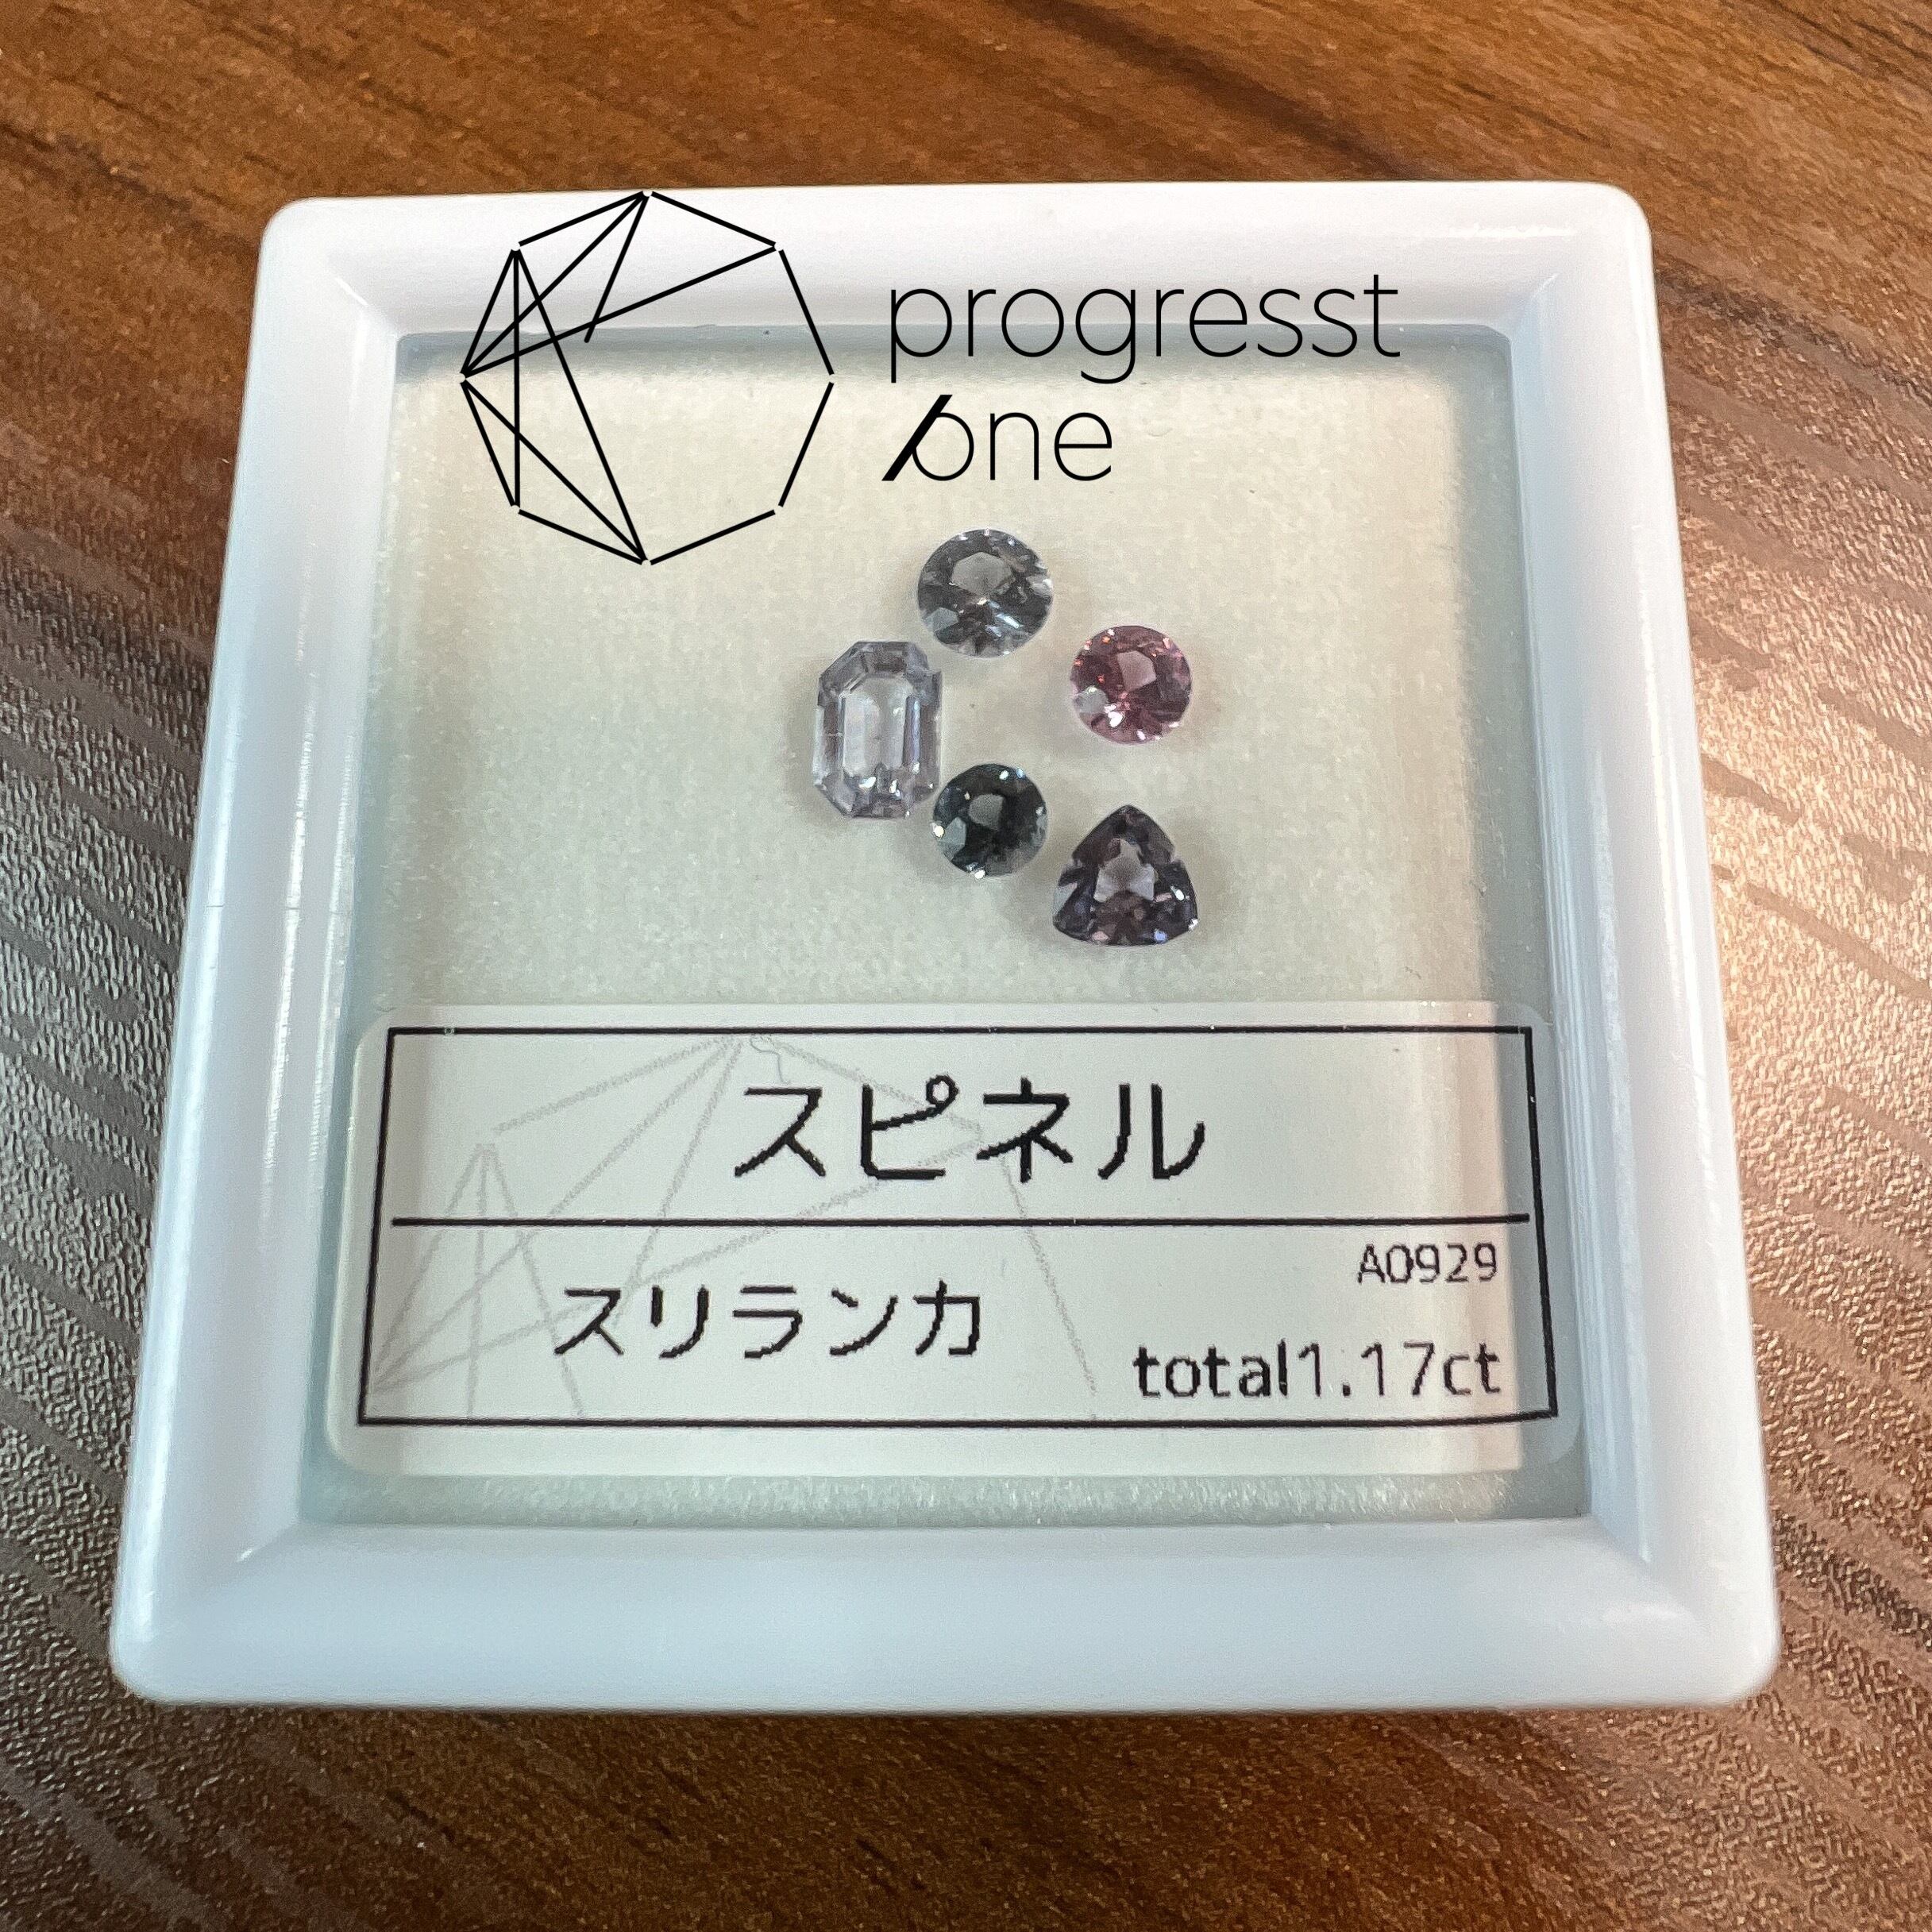 progresst
one
スピネル
A0929
スリランカ
total1.17ct